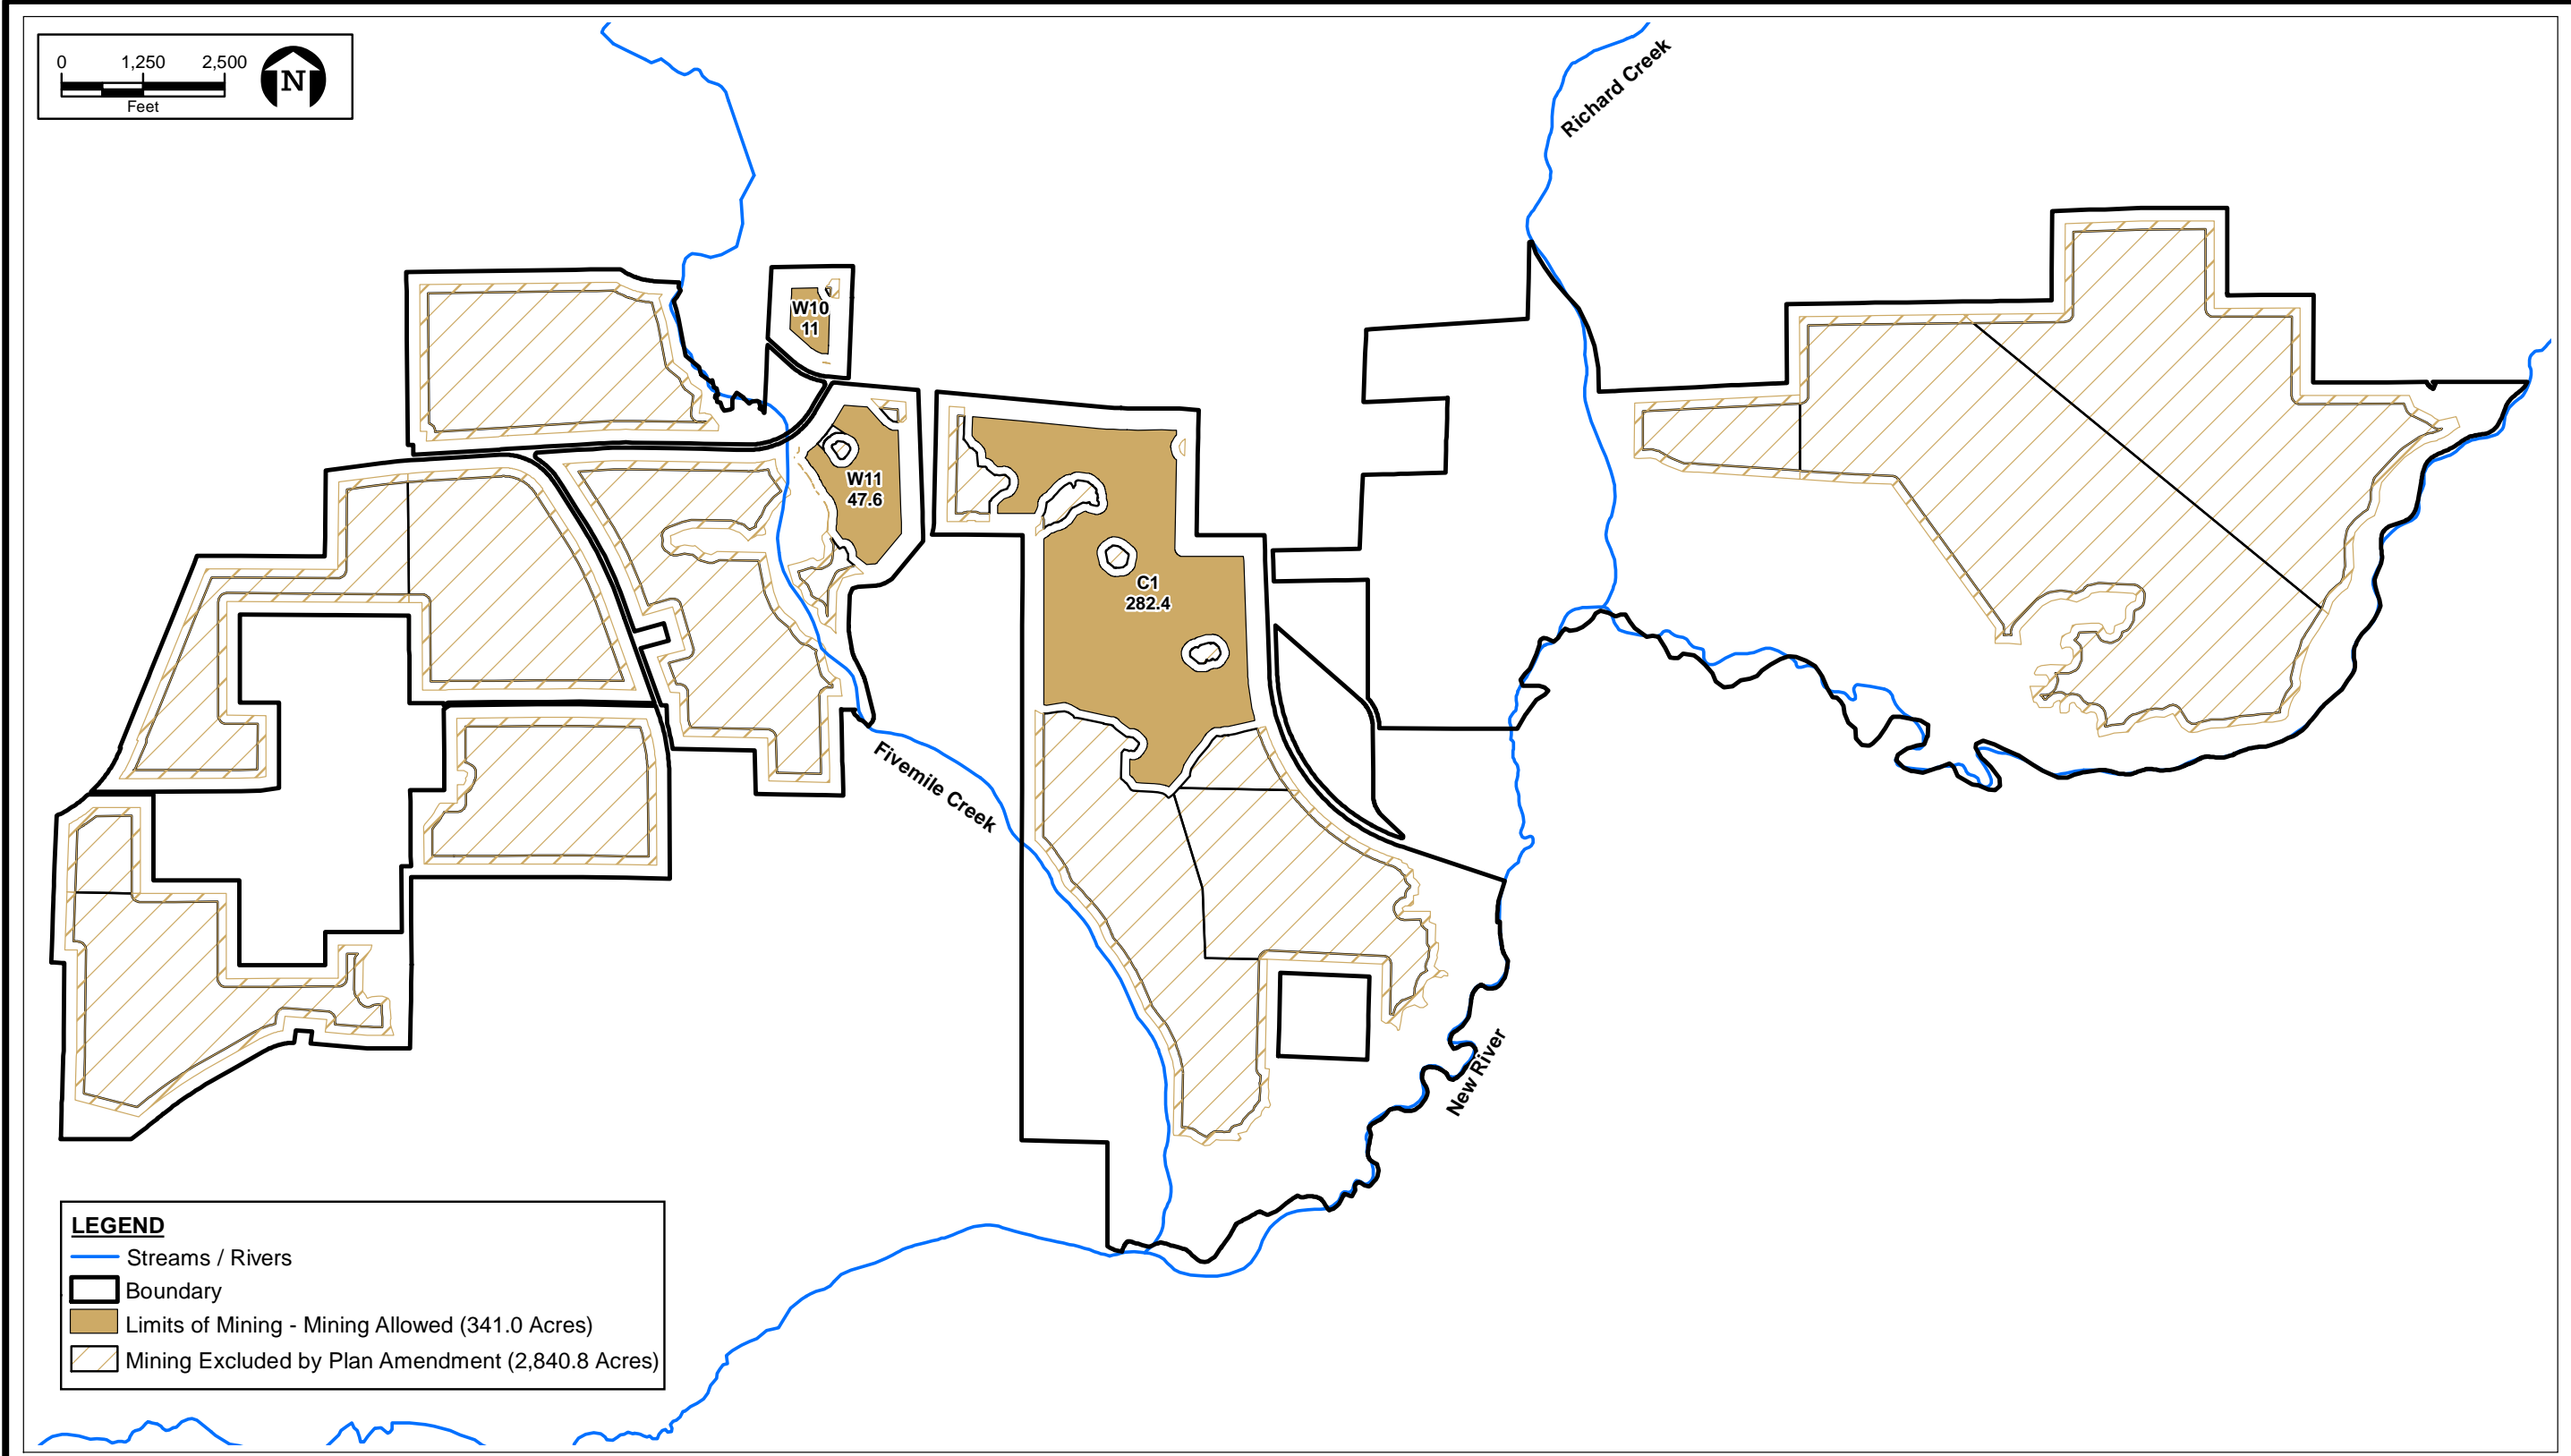 0 1,250 2,500
Feet
N
Richard Creek
W10
11
W11
47.6
C1
282.4
Fivemile Creek
New River
LEGEND
Streams / Rivers
Boundary
Limits of Mining - Mining Allowed (341.0 Acres)
Mining Excluded by Plan Amendment (2,840.8 Acres)